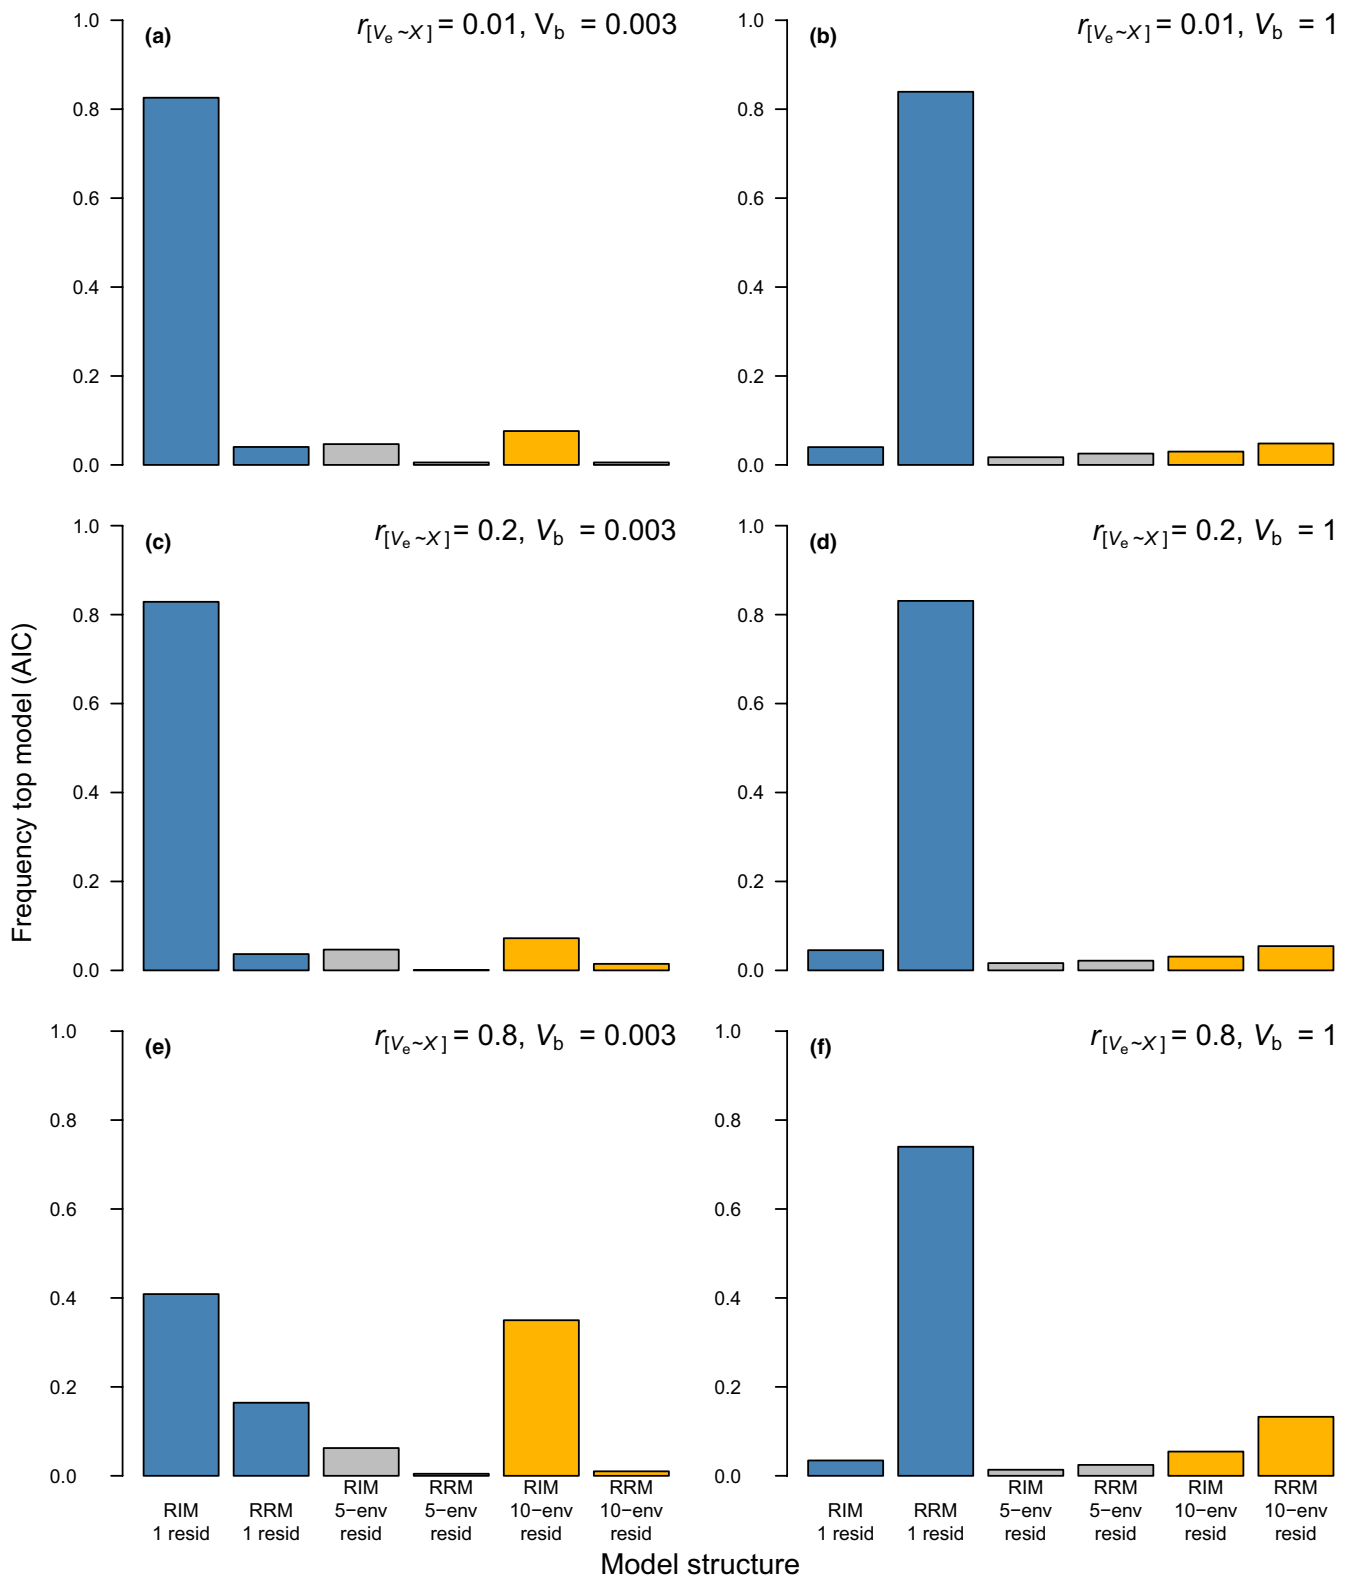 (a) r[Ve ~X] = 0.01, Vb = 0.003
1.0
0.8
0.6
0.4
0.2
0.0
(b) r[Ve ~X] = 0.01, Vb = 1
1.0
0.8
0.6
0.4
0.2
0.0
(c) r[Ve ~X] = 0.2, Vb = 0.003
1.0
0.8
0.6
0.4
0.2
0.0
(d) r[Ve ~X] = 0.2, Vb = 1
1.0
0.8
0.6
0.4
0.2
0.0
Frequency top model (AIC)
(e) r[Ve ~X] = 0.8, Vb = 0.003
1.0
0.8
0.6
0.4
0.2
0.0
RIM
1 resid
RRM
1 resid
RIM
5−env
resid
RRM
5−env
resid
RIM
10−env
resid
RRM
10−env
resid
(f) r[Ve ~X] = 0.8, Vb = 1
1.0
0.8
0.6
0.4
0.2
0.0
RIM
1 resid
RRM
1 resid
RIM
5−env
resid
RRM
5−env
resid
RIM
10−env
resid
RRM
10−env
resid
Model structure